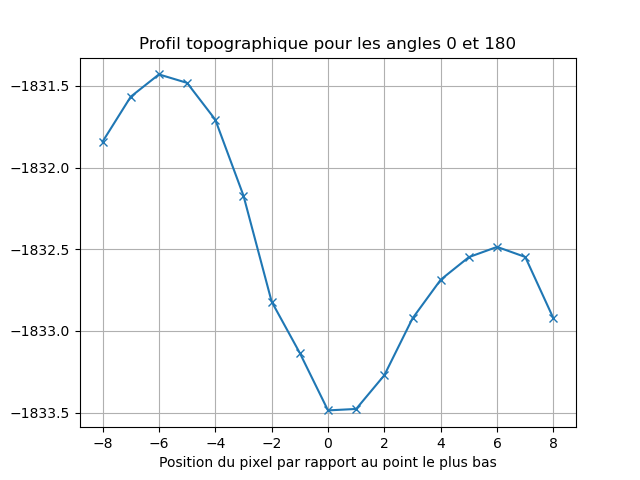 Profil topographique pour les angles 0 et 180
−1831.5
−1832.0
−1832.5
−1833.0
−1833.5
−8 −6 −4 −2 0 2 4 6 8
Position du pixel par rapport au point le plus bas